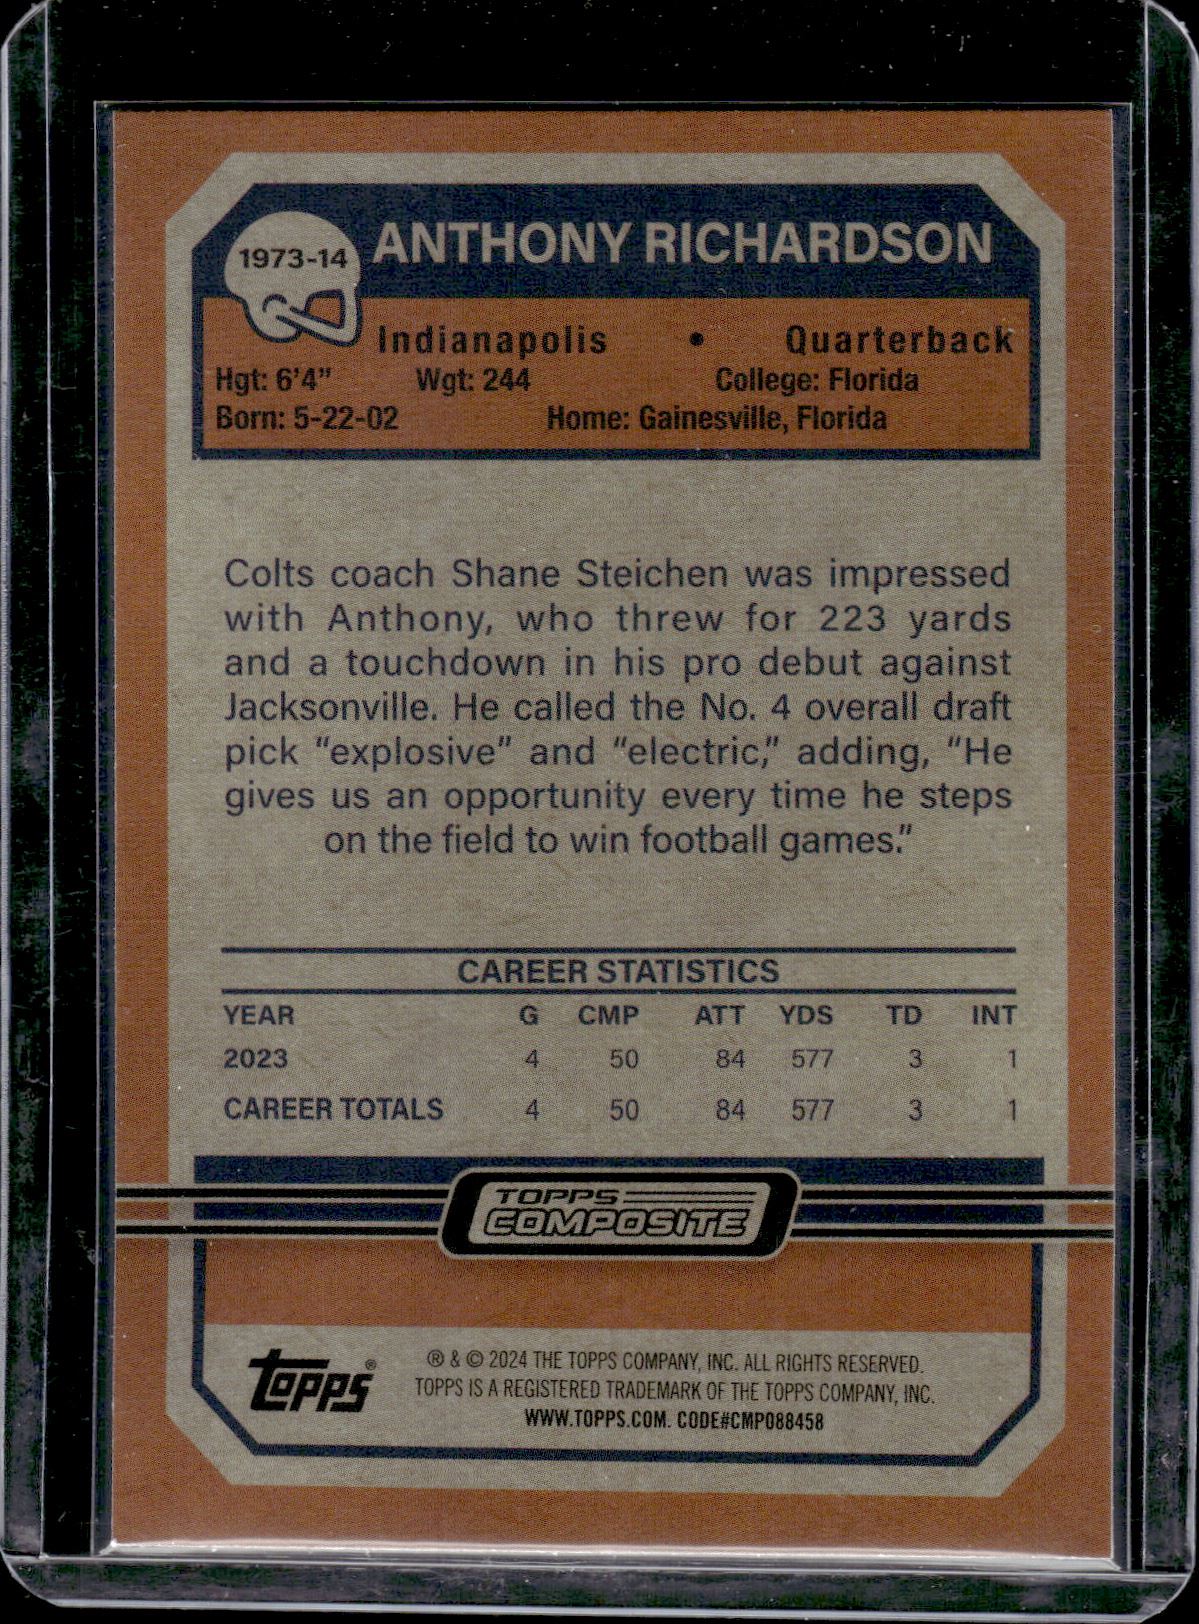 1973-14
ANTHONY RICHARDSON
Indianapolis • Quarterback
Hgt: 6'4" Wgt: 244 College: Florida
Born: 5-22-02 Home: Gainesville, Florida
Colts coach Shane Steichen was impressed
with Anthony, who threw for 223 yards
and a touchdown in his pro debut against
Jacksonville. He called the No. 4 overall draft
pick “explosive” and “electric,” adding, “He
gives us an opportunity every time he steps
on the field to win football games.”
CAREER STATISTICS
YEAR G CMP ATT YDS TD INT
2023 4 50 84 577 3 1
CAREER TOTALS 4 50 84 577 3 1
TOPPS
COMPOSITE
topps®
® & © 2024 THE TOPPS COMPANY, INC. ALL RIGHTS RESERVED.
TOPPS IS A REGISTERED TRADEMARK OF THE TOPPS COMPANY, INC.
WWW.TOPPS.COM. CODE#CMP088458